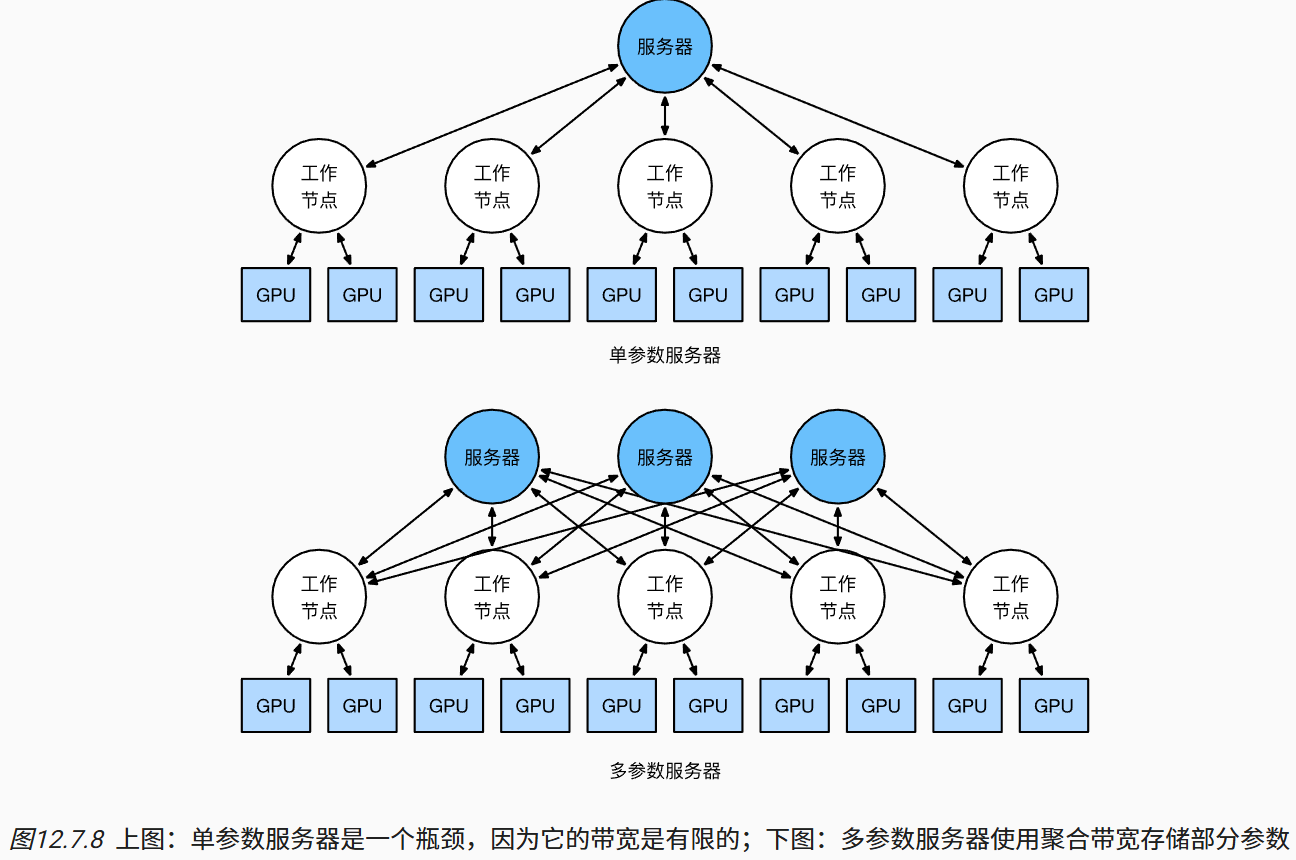 服务器
工作 工作 工作 工作 工作
节点 节点 节点 节点 节点
GPU GPU GPU GPU GPU GPU GPU GPU GPU GPU
单参数服务器
服务器 服务器 服务器
工作 工作 工作 工作 工作
节点 节点 节点 节点 节点
GPU GPU GPU GPU GPU GPU GPU GPU GPU GPU
多参数服务器
图12.7.8 上图：单参数服务器是一个瓶颈，因为它的带宽是有限的；下图：多参数服务器使用聚合带宽存储部分参数